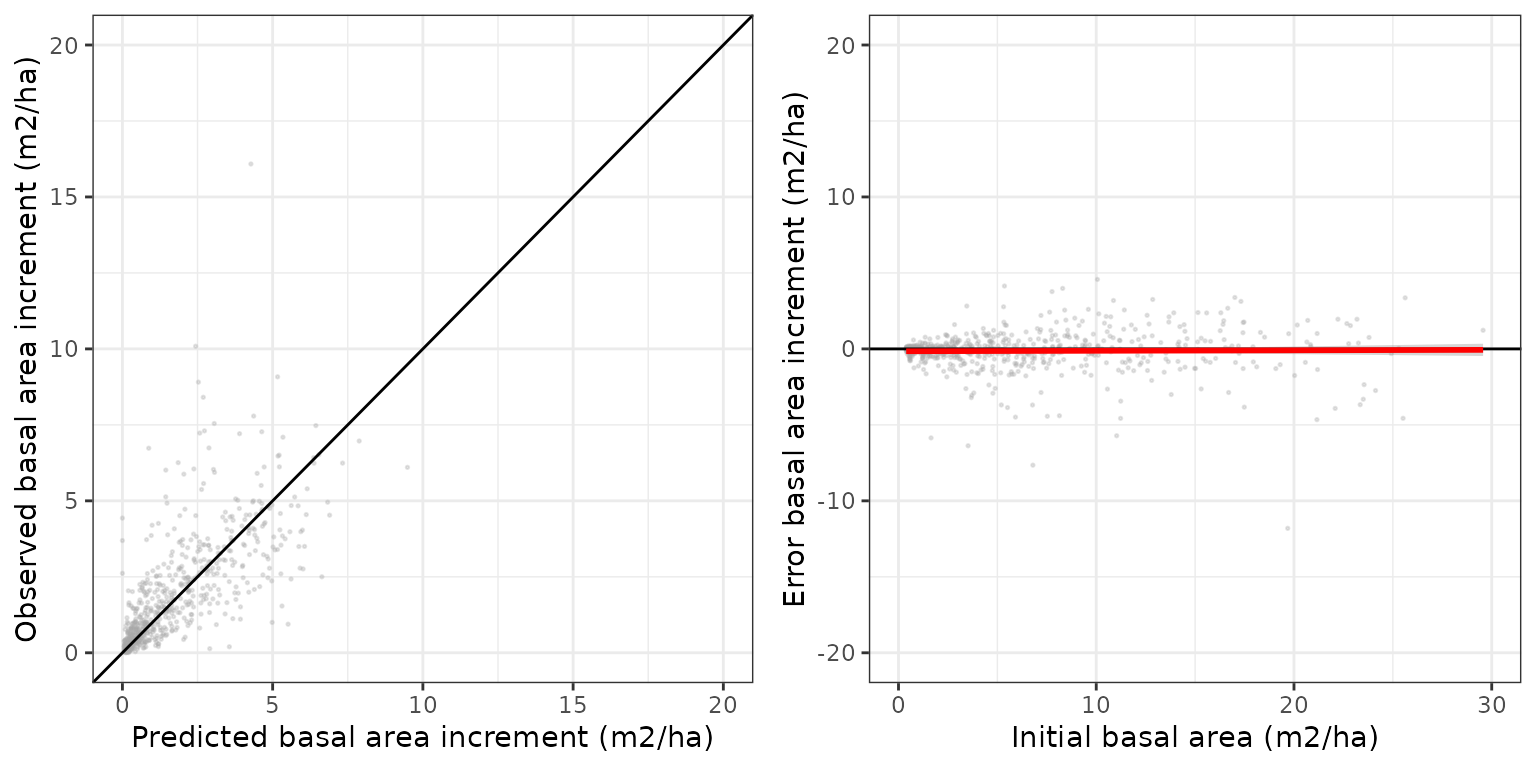 Observed basal area increment (m2/ha)
20
15
10
5
0
0 5 10 15 20
Predicted basal area increment (m2/ha)
Error basal area increment (m2/ha)
20
10
0
-10
-20
0 10 20 30
Initial basal area (m2/ha)